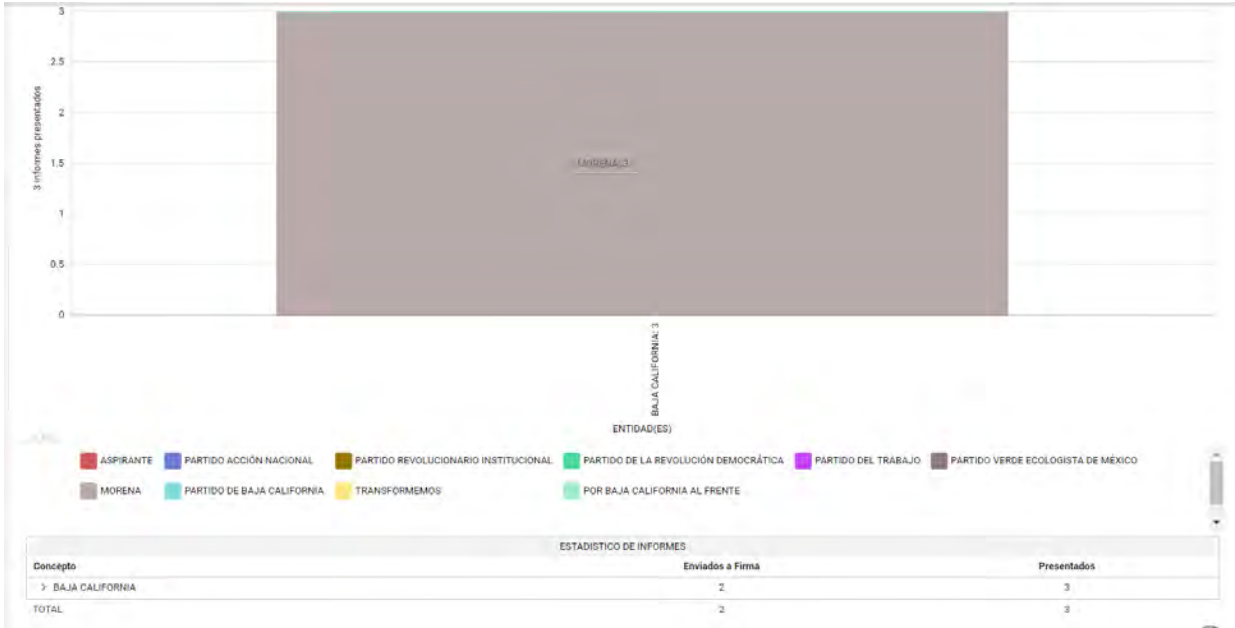 3
2.5
2
1.5
1
0.5
0
3 informes presentados
MORENA: 3
BAJA CALIFORNIA: 3
ENTIDAD(ES)
ASPIRANTE PARTIDO ACCIÓN NACIONAL PARTIDO REVOLUCIONARIO INSTITUCIONAL PARTIDO DE LA REVOLUCIÓN DEMOCRÁTICA PARTIDO DEL TRABAJO PARTIDO VERDE ECOLOGISTA DE MÉXICO
MORENA PARTIDO DE BAJA CALIFORNIA TRANSFORMEMOS POR BAJA CALIFORNIA AL FRENTE
ESTADISTICO DE INFORMES
Concepto Enviados a Firma Presentados
> BAJA CALIFORNIA 2 3
TOTAL 2 3